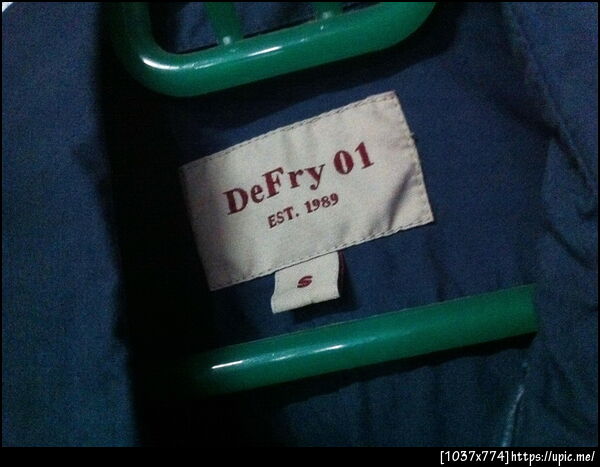 DeFry 01
EST. 1989
S
[1037x774]https://upic.me/